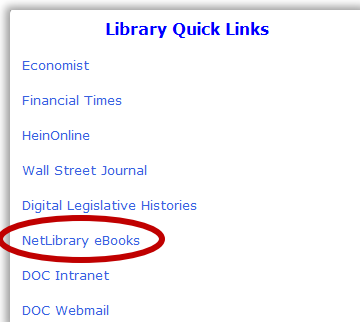 Library Quick Links
Economist
Financial Times
HeinOnline
Wall Street Journal
Digital Legislative Histories
NetLibrary eBooks
DOC Intranet
DOC Webmail